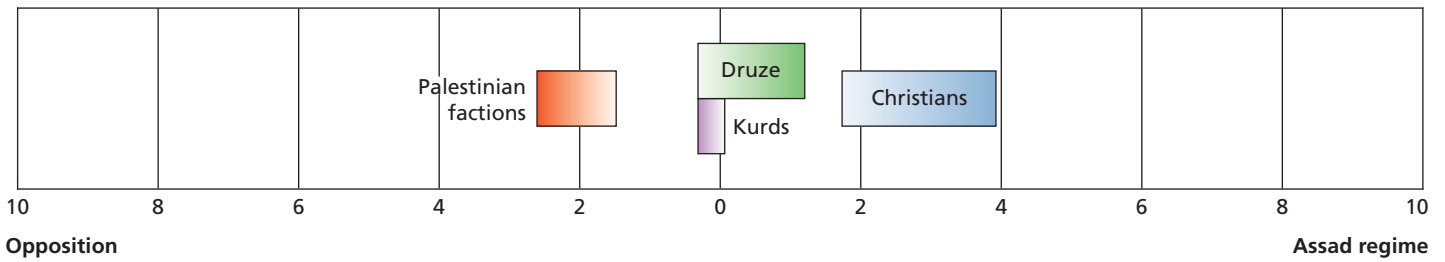 Druze
Palestinian
factions
Christians
Kurds
10 8 6 4 2 0 2 4 6 8 10
Opposition Assad regime